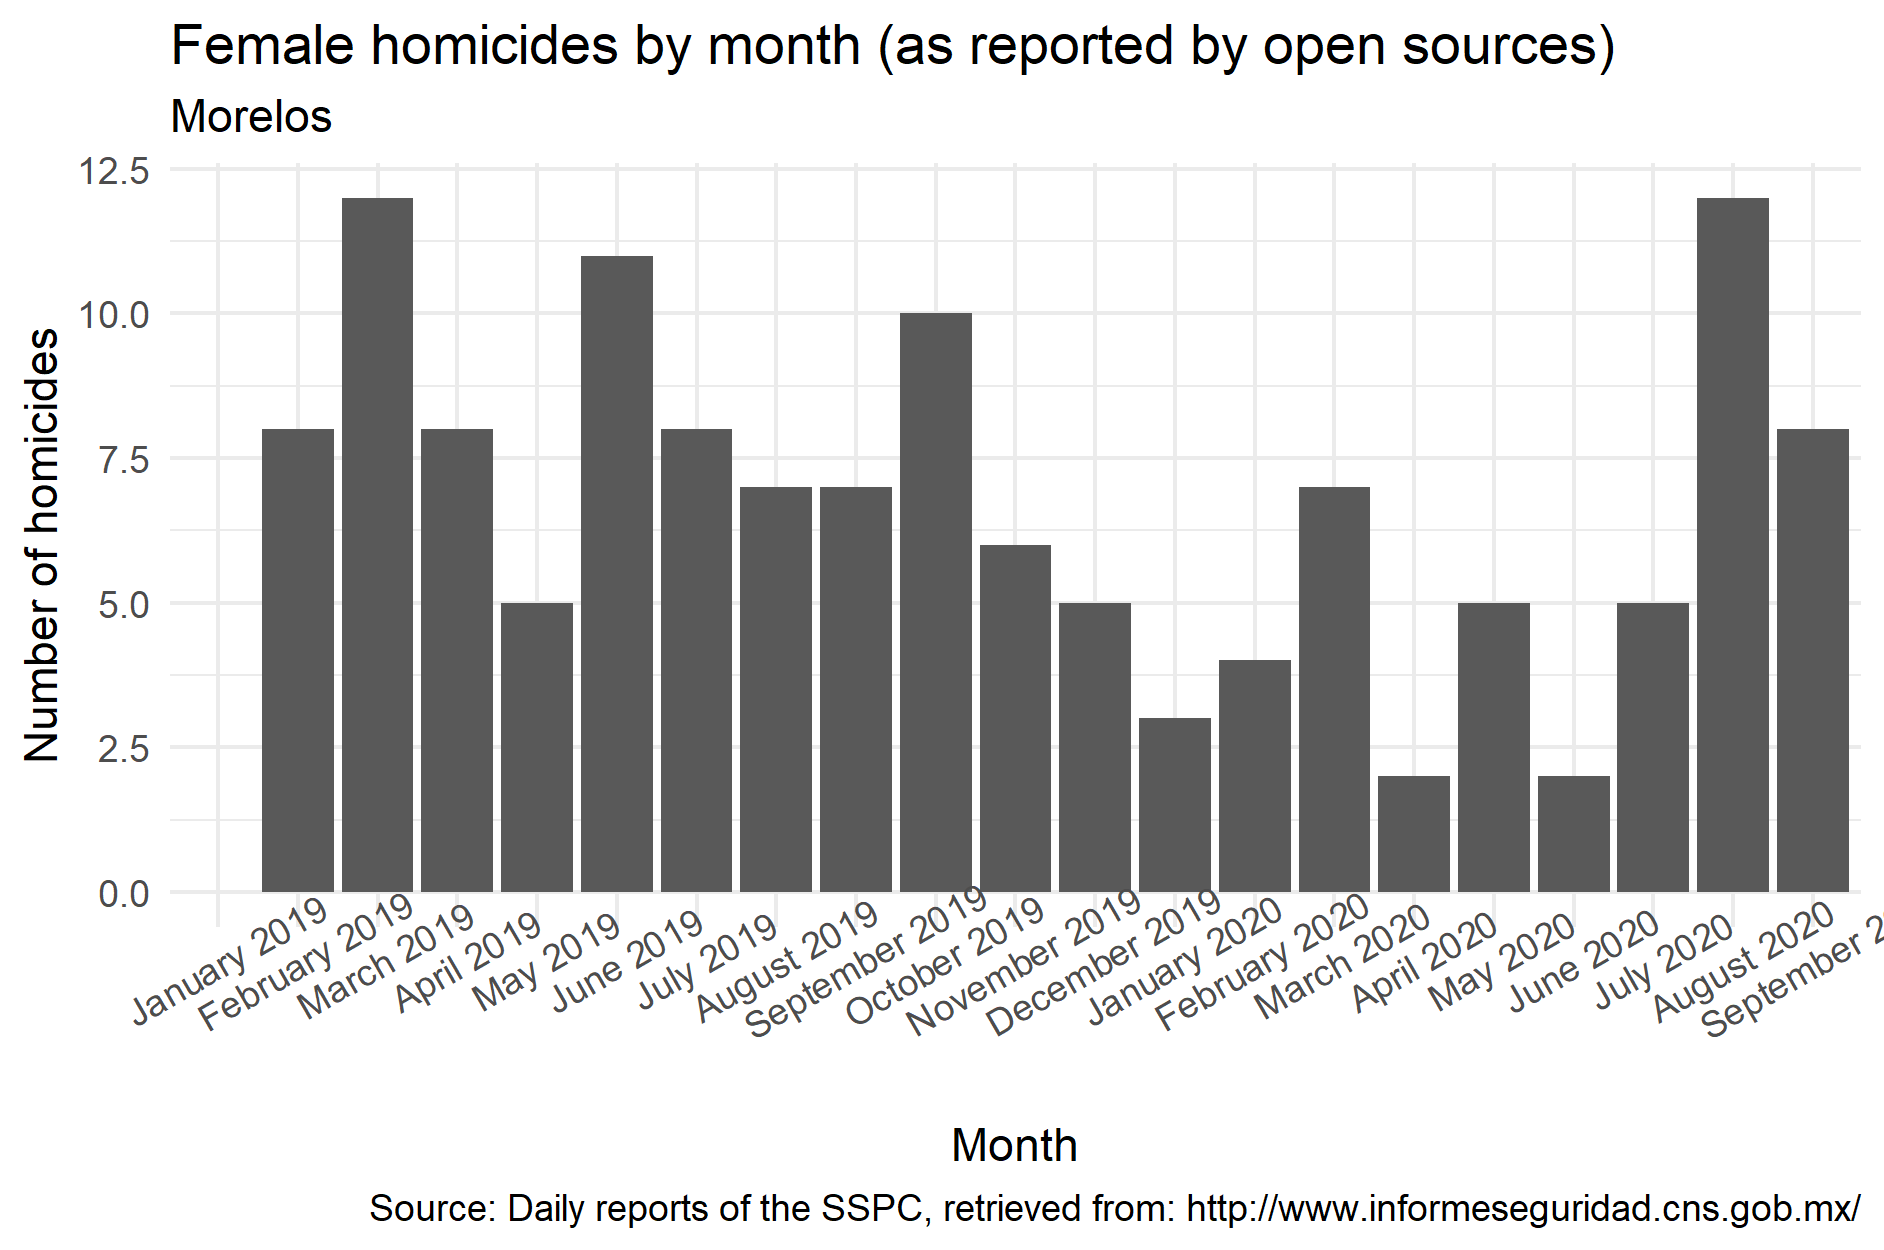 Female homicides by month (as reported by open sources)
Morelos
Number of homicides
12.5
10.0
7.5
5.0
2.5
0.0
January 2019
February 2019
March 2019
April 2019
May 2019
June 2019
July 2019
August 2019
September 2019
October 2019
November 2019
December 2019
January 2020
February 2020
March 2020
April 2020
May 2020
June 2020
July 2020
August 2020
September 2
Month
Source: Daily reports of the SSPC, retrieved from: http://www.informeseguridad.cns.gob.mx/